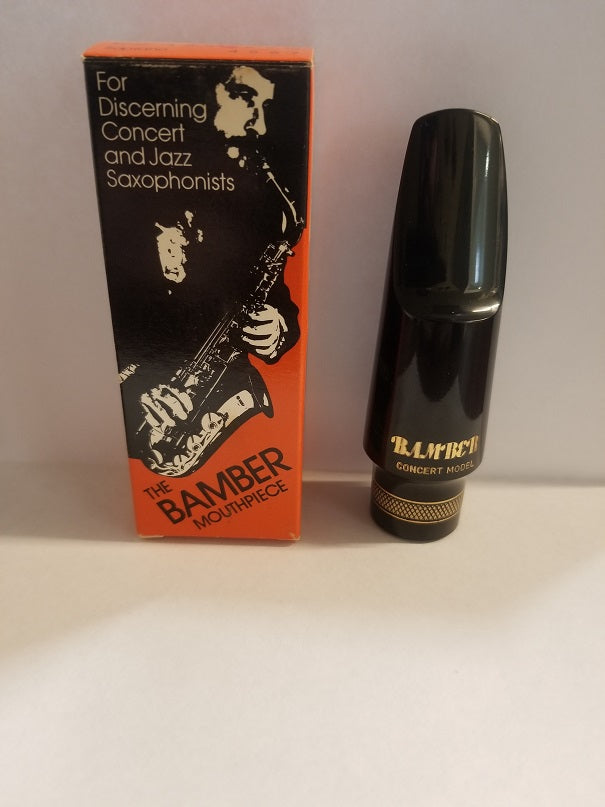 For
Discerning
Concert
and Jazz
Saxophonists
THE
BAMBER
MOUTHPIECE
BAMBER
CONCERT MODEL